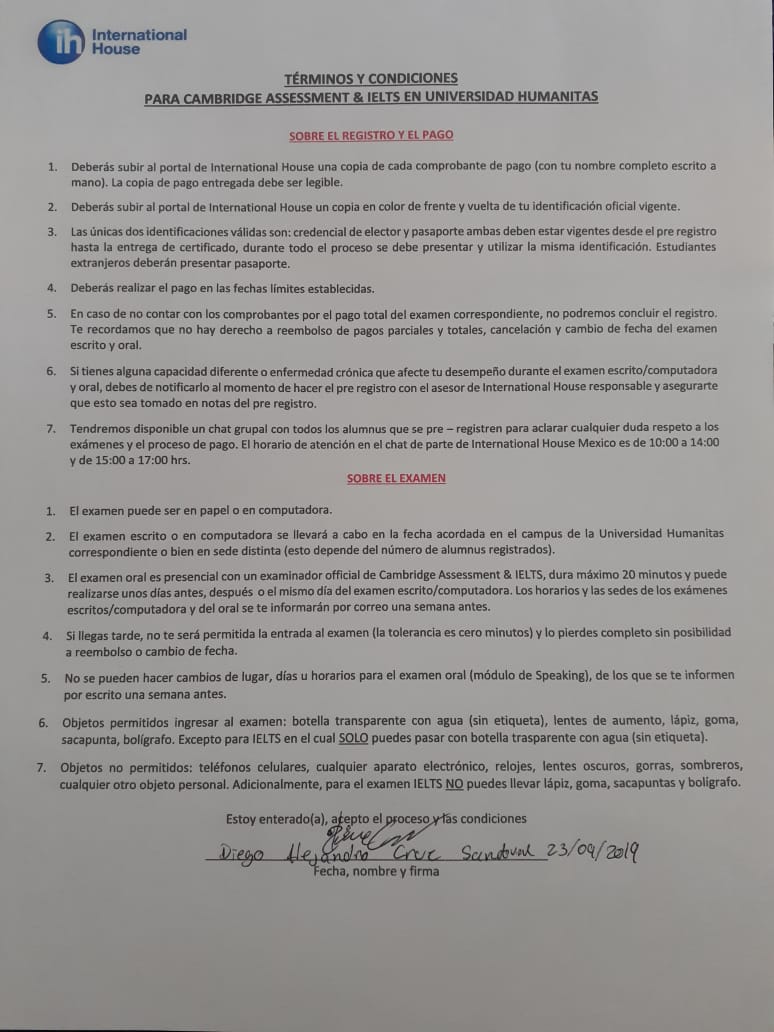 ih International
House
TÉRMINOS Y CONDICIONES
PARA CAMBRIDGE ASSESSMENT & IELTS EN UNIVERSIDAD HUMANITAS
SOBRE EL REGISTRO Y EL PAGO
1. Deberás subir al portal de International House una copia de cada comprobante de pago (con tu nombre completo escrito a
mano). La copia de pago entregada debe ser legible.
2. Deberás subir al portal de International House un copia en color de frente y vuelta de tu identificación oficial vigente.
3. Las únicas dos identificaciones válidas son: credencial de elector y pasaporte ambas deben estar vigentes desde el pre registro
hasta la entrega de certificado, durante todo el proceso se debe presentar y utilizar la misma identificación. Estudiantes
extranjeros deberán presentar pasaporte.
4. Deberás realizar el pago en las fechas límites establecidas.
5. En caso de no contar con los comprobantes por el pago total del examen correspondiente, no podremos concluir el registro.
Te recordamos que no hay derecho a reembolso de pagos parciales y totales, cancelación y cambio de fecha del examen
escrito y oral.
6. Si tienes alguna capacidad diferente o enfermedad crónica que afecte tu desempeño durante el examen escrito/computadora
y oral, debes de notificarlo al momento de hacer el pre registro con el asesor de International House responsable y asegurarte
que esto sea tomado en notas del pre registro.
7. Tendremos disponible un chat grupal con todos los alumnus que se pre – registren para aclarar cualquier duda respeto a los
exámenes y el proceso de pago. El horario de atención en el chat de parte de International House Mexico es de 10:00 a 14:00
y de 15:00 a 17:00 hrs.
SOBRE EL EXAMEN
1. El examen puede ser en papel o en computadora.
2. El examen escrito o en computadora se llevará a cabo en la fecha acordada en el campus de la Universidad Humanitas
correspondiente o bien en sede distinta (esto depende del número de alumnus registrados).
3. El examen oral es presencial con un examinador official de Cambridge Assessment & IELTS, dura máximo 20 minutos y puede
realizarse unos días antes, después o el mismo día del examen escrito/computadora. Los horarios y las sedes de los exámenes
escritos/computadora y del oral se te informarán por correo una semana antes.
4. Si llegas tarde, no te será permitida la entrada al examen (la tolerancia es cero minutos) y lo pierdes completo sin posibilidad
a reembolso o cambio de fecha.
5. No se pueden hacer cambios de lugar, días u horarios para el examen oral (módulo de Speaking), de los que se te informen
por escrito una semana antes.
6. Objetos permitidos ingresar al examen: botella transparente con agua (sin etiqueta), lentes de aumento, lápiz, goma,
sacapunta, bolígrafo. Excepto para IELTS en el cual SOLO puedes pasar con botella trasparente con agua (sin etiqueta).
7. Objetos no permitidos: teléfonos celulares, cualquier aparato electrónico, relojes, lentes oscuros, gorras, sombreros,
cualquier otro objeto personal. Adicionalmente, para el examen IELTS NO puedes llevar lápiz, goma, sacapuntas y boligrafo.
Estoy enterado(a), acepto el proceso y las condiciones
Diego Alejandro Cruz Sandoval 23/09/2019
Fecha, nombre y firma